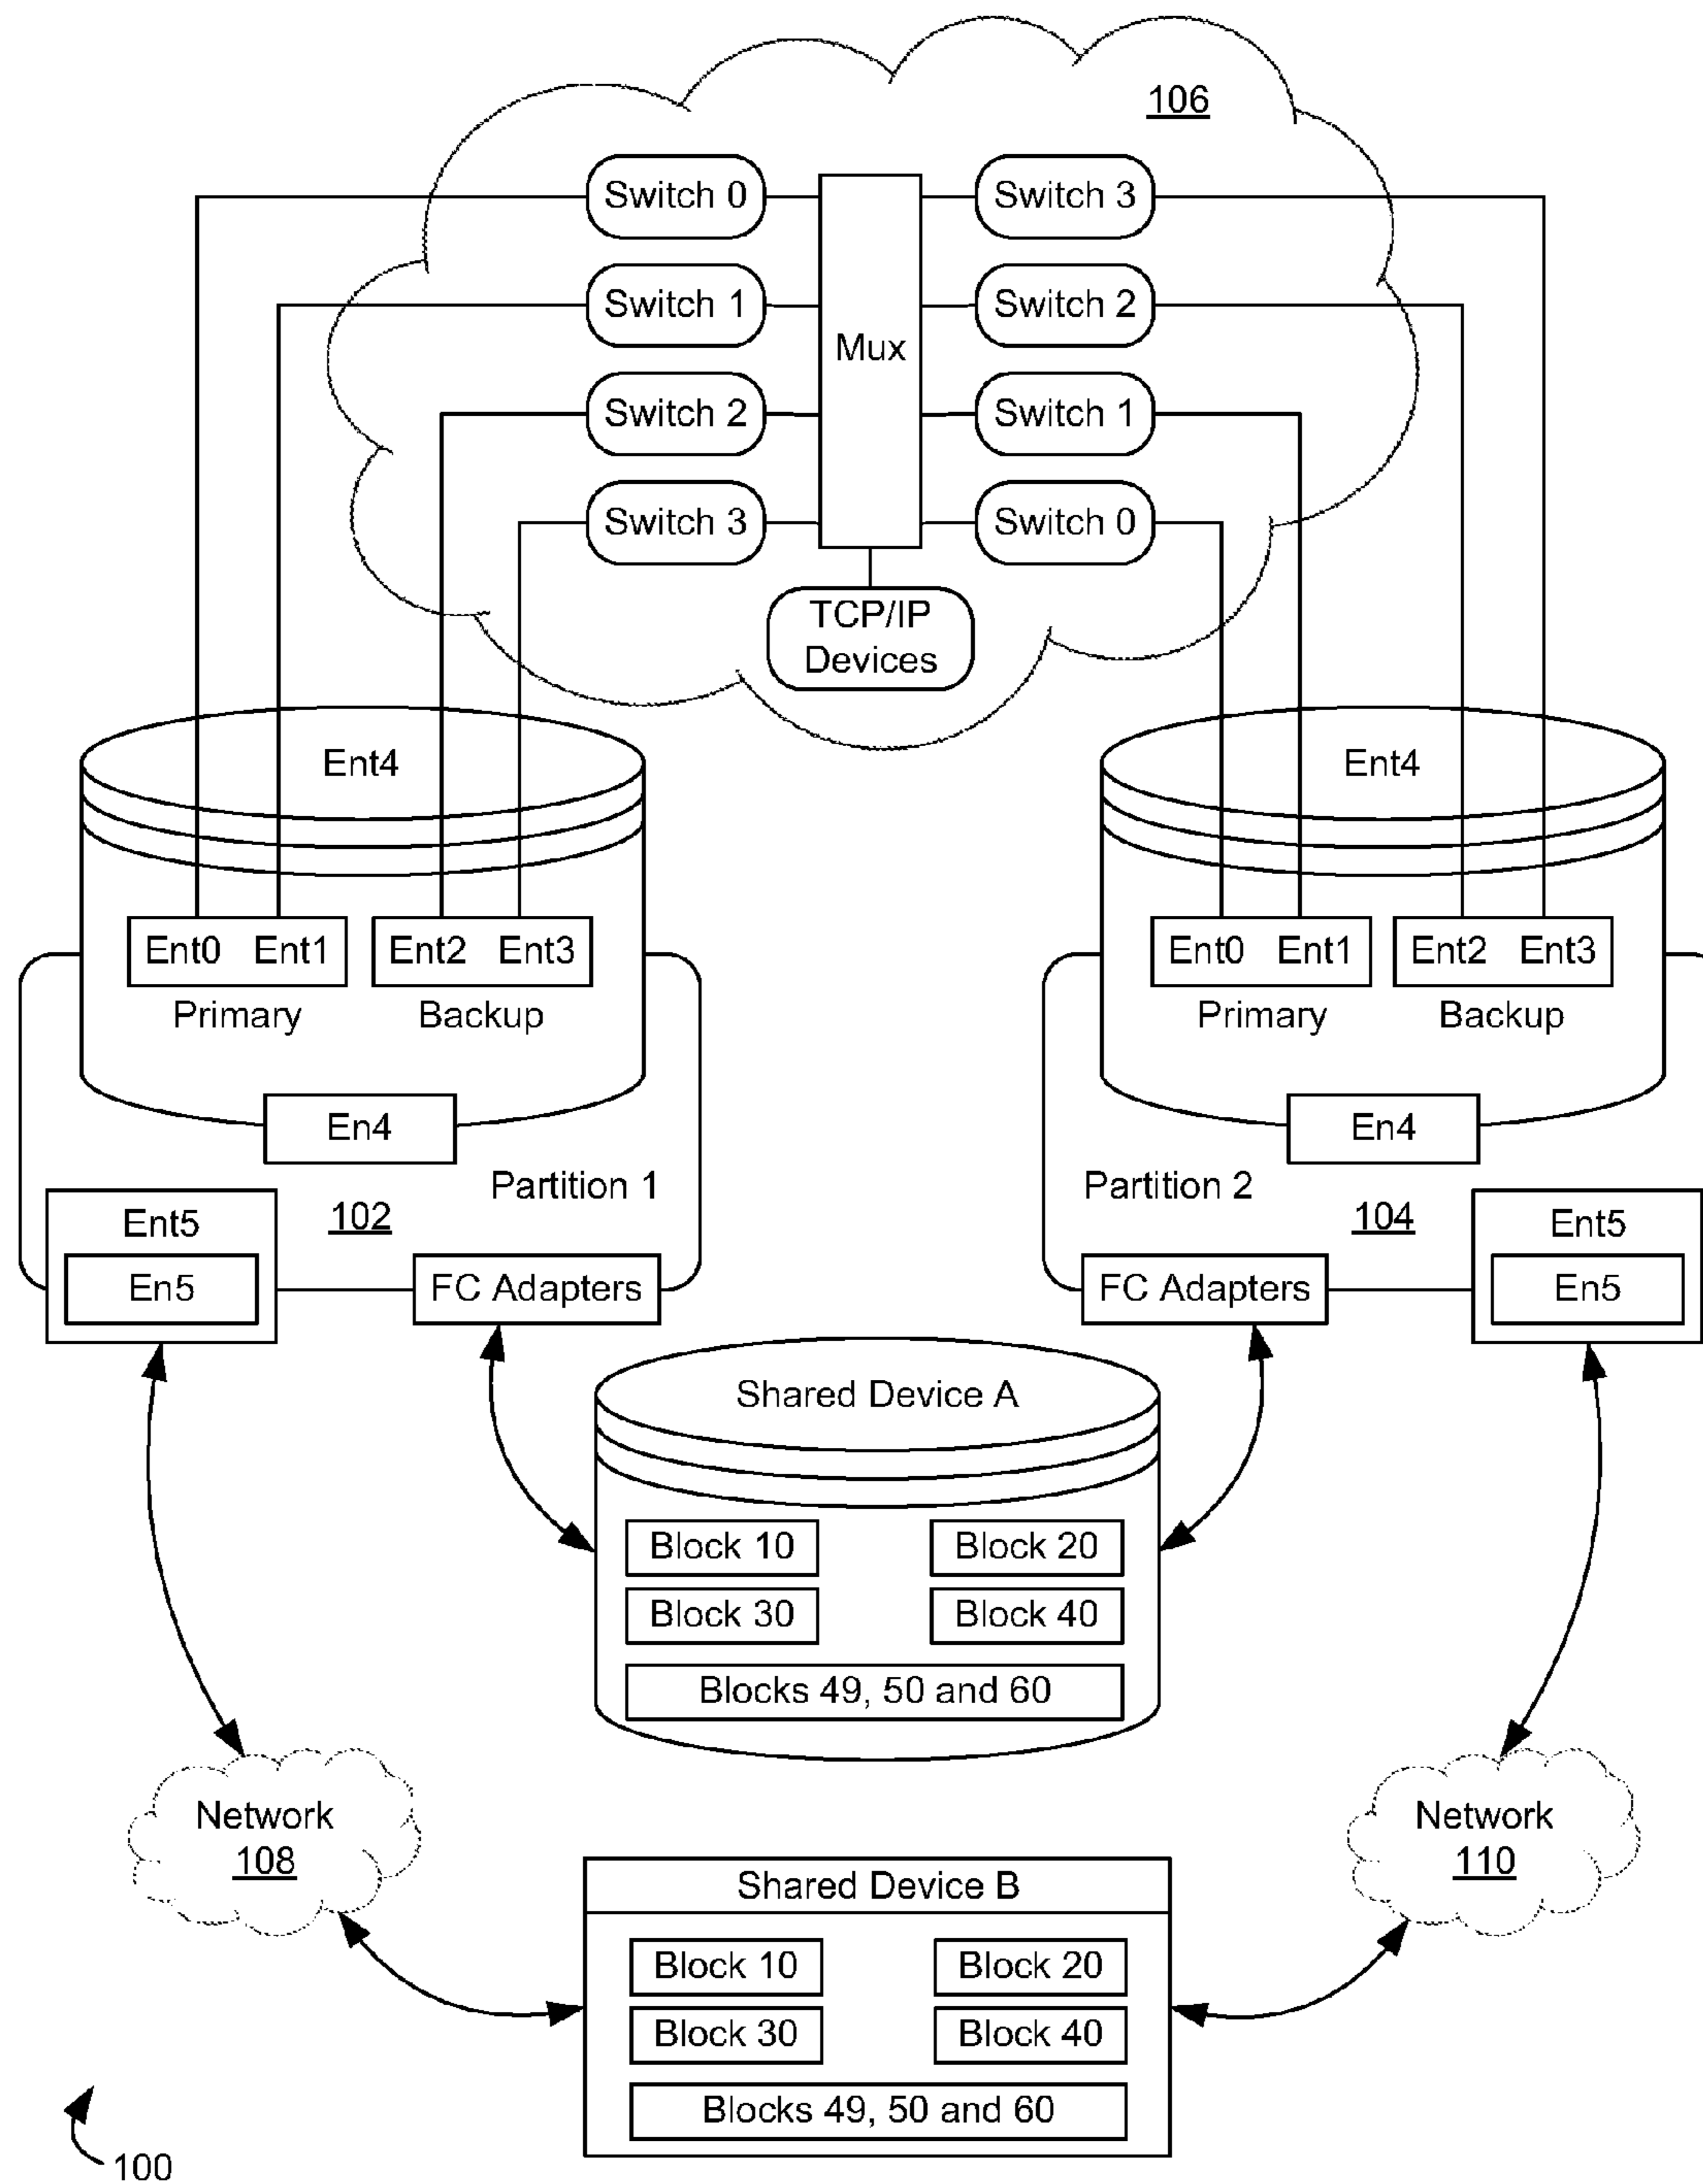 106
Switch 0
Switch 3
Switch 1
Switch 2
Mux
Switch 2
Switch 1
Switch 3
Switch 0
TCP/IP
Devices
Ent4
Ent4
Ent0 Ent1
Ent2 Ent3
Ent0 Ent1
Ent2 Ent3
Primary
Backup
Primary
Backup
En4
En4
Partition 1
Partition 2
102
104
Ent5
Ent5
En5
FC Adapters
FC Adapters
En5
Shared Device A
Block 10
Block 20
Block 30
Block 40
Blocks 49, 50 and 60
Network
108
Network
110
Shared Device B
Block 10
Block 20
Block 30
Block 40
Blocks 49, 50 and 60
100